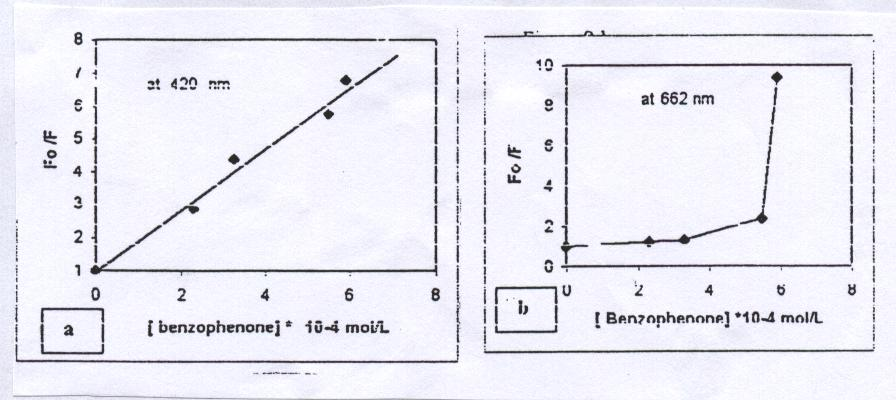 8
7
6
5
4
3
2
1
Fo /F
at 420 nm
0 2 4 6 8
[ benzophenone] * 10-4 mol/L
a
10
8
6
4
2
0
Fo /F
at 662 nm
0 2 4 6 8
[ Benzophenone] *10-4 mol/L
b